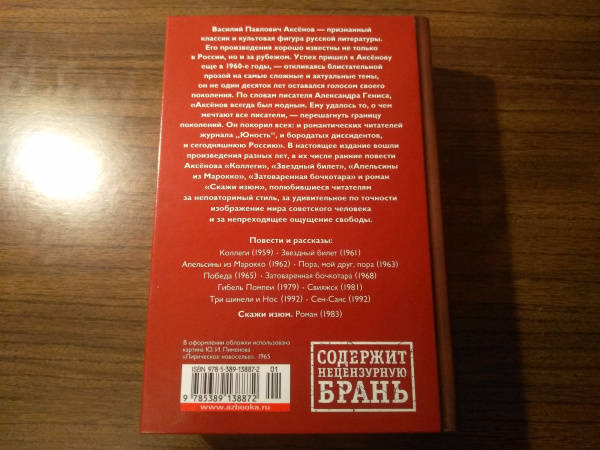 Василий Павлович Аксёнов — признанный
классик и культовая фигура русской литературы.
Его произведения хорошо известны не только
в России, но и за рубежом. Успех пришел к Аксёнову
еще в 1960-е годы, — откликаясь блистательной
прозой на самые сложные и актуальные темы,
он не один десяток лет оставался голосом своего
поколения. По словам писателя Александра Гениса,
«Аксёнов всегда был модным. Ему удалось то, о чем
мечтают все писатели, — перешагнуть границу
поколений. Он покорил всех: и романтических читателей
журнала „Юность“, и бородатых диссидентов,
и сегодняшнюю Россию». В настоящее издание вошли
произведения разных лет, в их числе ранние повести
Аксёнова «Коллеги», «Звездный билет», «Апельсины
из Марокко», «Затоваренная бочкотара» и роман
«Скажи изюм», полюбившиеся читателям
за неповторимый стиль, за удивительное по точности
изображение мира советского человека
и за непреходящее ощущение свободы.
Повести и рассказы:
Коллеги (1959) · Звездный билет (1961)
Апельсины из Марокко (1962) · Пора, мой друг, пора (1963)
Победа (1965) · Затоваренная бочкотара (1968)
Гибель Помпеи (1979) · Свияжск (1981)
Три шинели и Нос (1992) · Сен-Санс (1992)
Скажи изюм. Роман (1983)
В оформлении обложки использована
картина Ю. И. Пименова
«Лирическое новоселье». 1965
ISBN 978-5-389-13887-2
01
9 785389 138872
www.azbooka.ru
СОДЕРЖИТ
НЕЦЕНЗУРНУЮ
БРАНЬ